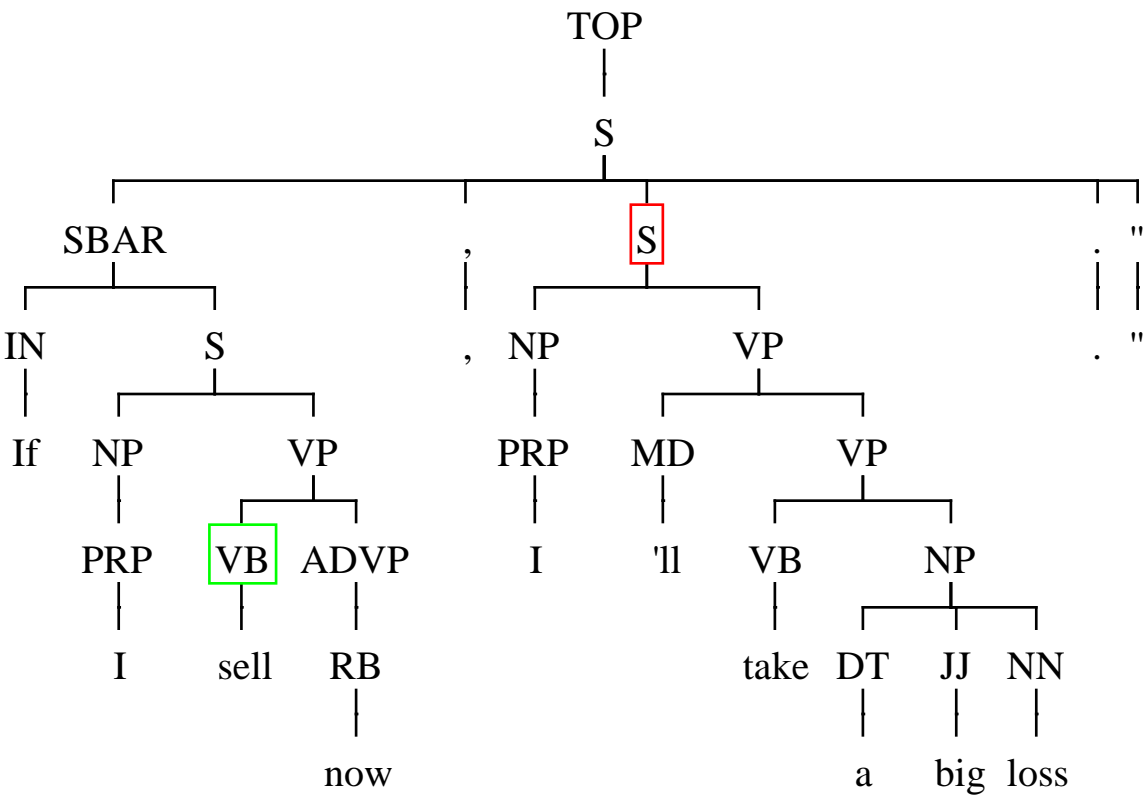 TOP
S
SBAR , S . "
IN S , NP VP . "
If NP VP PRP MD VP
PRP VB ADVP I 'll VB NP
I sell RB take DT JJ NN
now a big loss